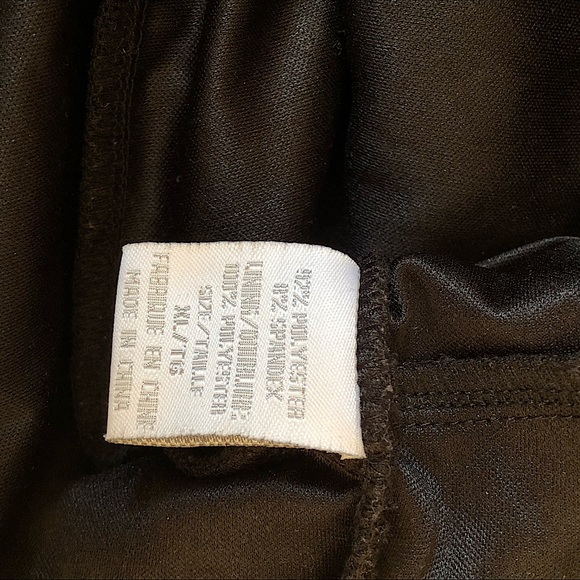 92% POLYESTER
8% SPANDEX
LINING/DOUBLURE:
100% POLYESTER
SIZE/TAILLE
XL/TG
FABRIQUE EN CHINE
MADE IN CHINA